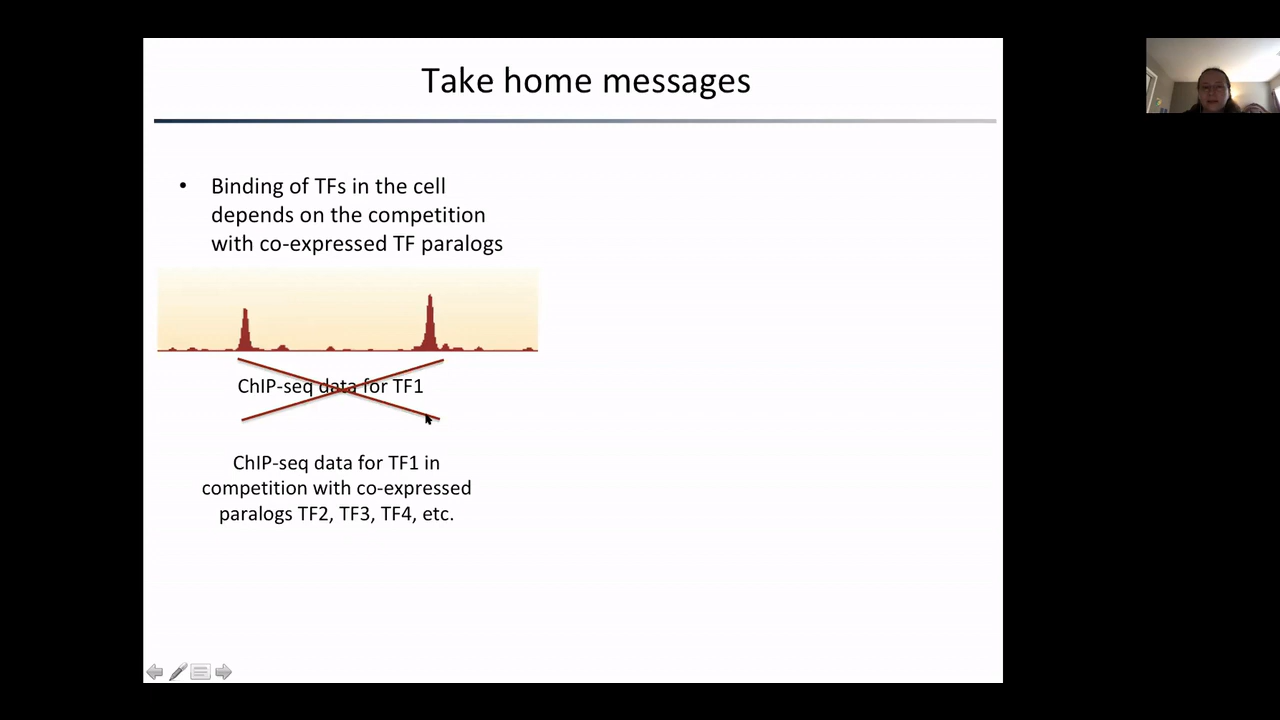 Take home messages
• Binding of TFs in the cell
depends on the competition
with co-expressed TF paralogs
ChIP-seq data for TF1
ChIP-seq data for TF1 in
competition with co-expressed
paralogs TF2, TF3, TF4, etc.